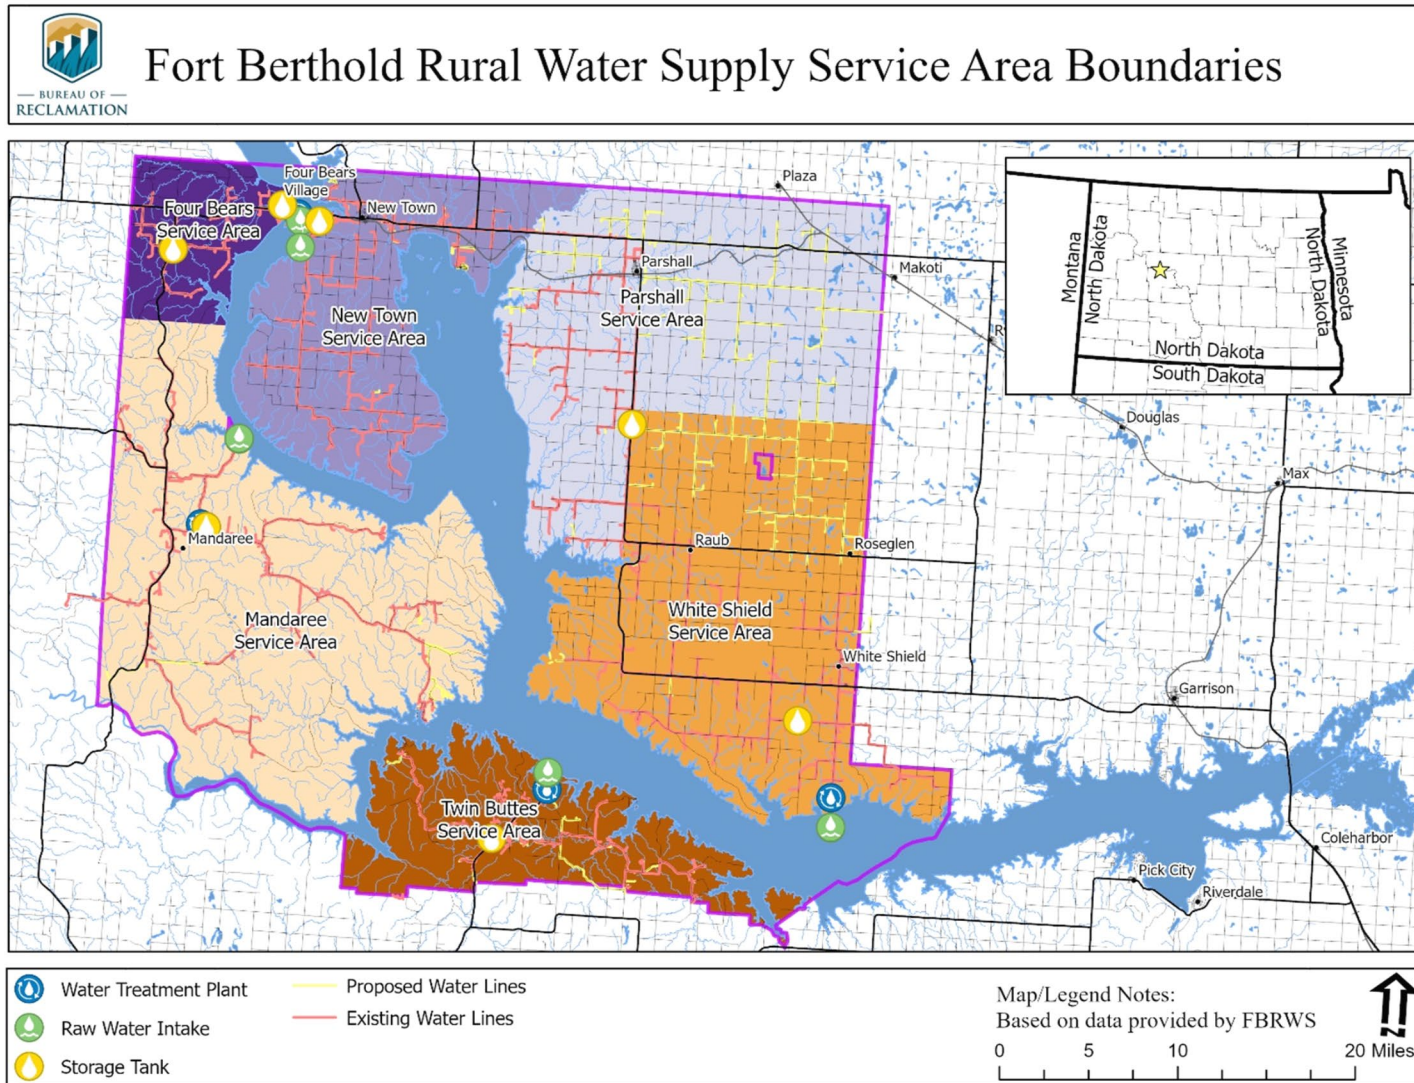 Fort Berthold Rural Water Supply Service Area Boundaries
BUREAU OF
RECLAMATION
Four Bears
Village
Plaza
Four Bears
Service Area
New Town
Parshall
Makoti
Parshall
Service Area
New Town
Service Area
R
Montana
North Dakota
North Dakota
Minnesota
North Dakota
South Dakota
Douglas
Max
Mandaree
Raub
Roseglen
Mandaree
Service Area
White Shield
Service Area
White Shield
Garrison
Twin Buttes
Service Area
Coleharbor
Pick City
Riverdale
Water Treatment Plant
Raw Water Intake
Storage Tank
Proposed Water Lines
Existing Water Lines
Map/Legend Notes:
Based on data provided by FBRWS
0 5 10 20 Miles
N